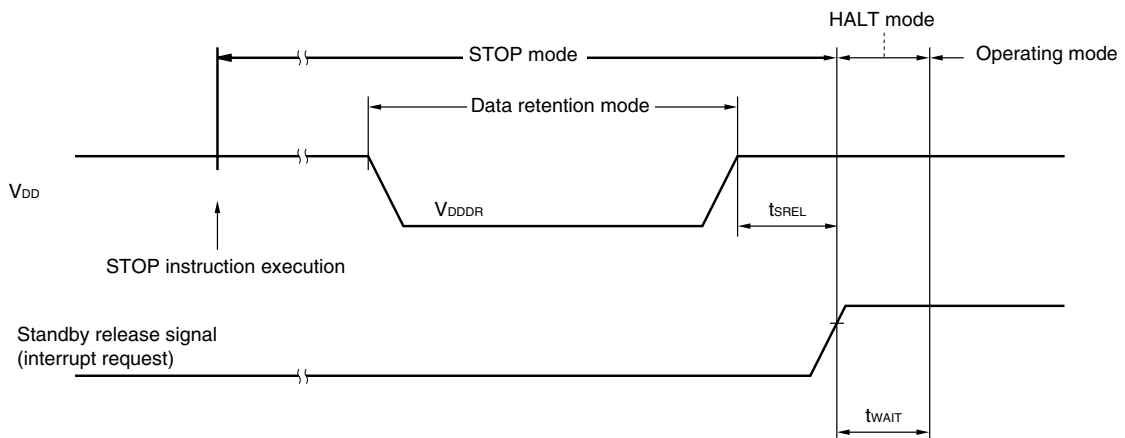 HALT mode
STOP mode
Operating mode
Data retention mode
VDD
VDDDR
tSREL
STOP instruction execution
Standby release signal
(interrupt request)
tWAIT